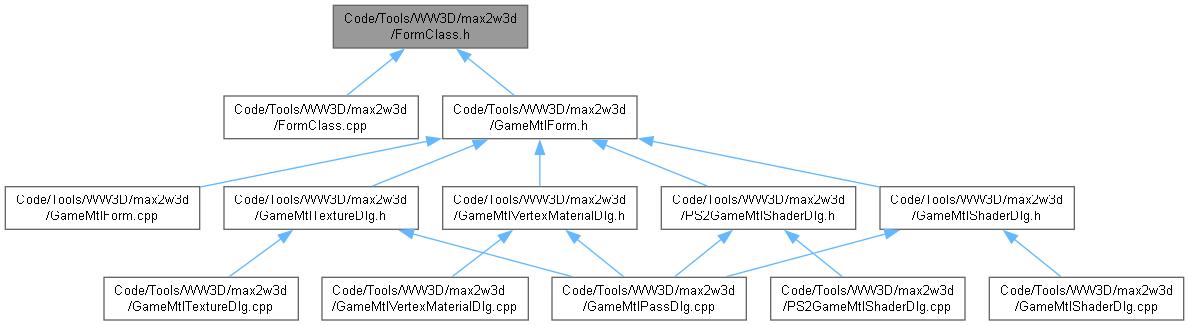 Code/Tools/WW3D/max2w3d
/FormClass.h
Code/Tools/WW3D/max2w3d
/FormClass.cpp
Code/Tools/WW3D/max2w3d
/GameMtlForm.h
Code/Tools/WW3D/max2w3d
/GameMtlForm.cpp
Code/Tools/WW3D/max2w3d
/GameMtlTextureDlg.h
Code/Tools/WW3D/max2w3d
/GameMtlVertexMaterialDlg.h
Code/Tools/WW3D/max2w3d
/PS2GameMtlShaderDlg.h
Code/Tools/WW3D/max2w3d
/GameMtlShaderDlg.h
Code/Tools/WW3D/max2w3d
/GameMtlTextureDlg.cpp
Code/Tools/WW3D/max2w3d
/GameMtlVertexMaterialDlg.cpp
Code/Tools/WW3D/max2w3d
/GameMtlPassDlg.cpp
Code/Tools/WW3D/max2w3d
/PS2GameMtlShaderDlg.cpp
Code/Tools/WW3D/max2w3d
/GameMtlShaderDlg.cpp